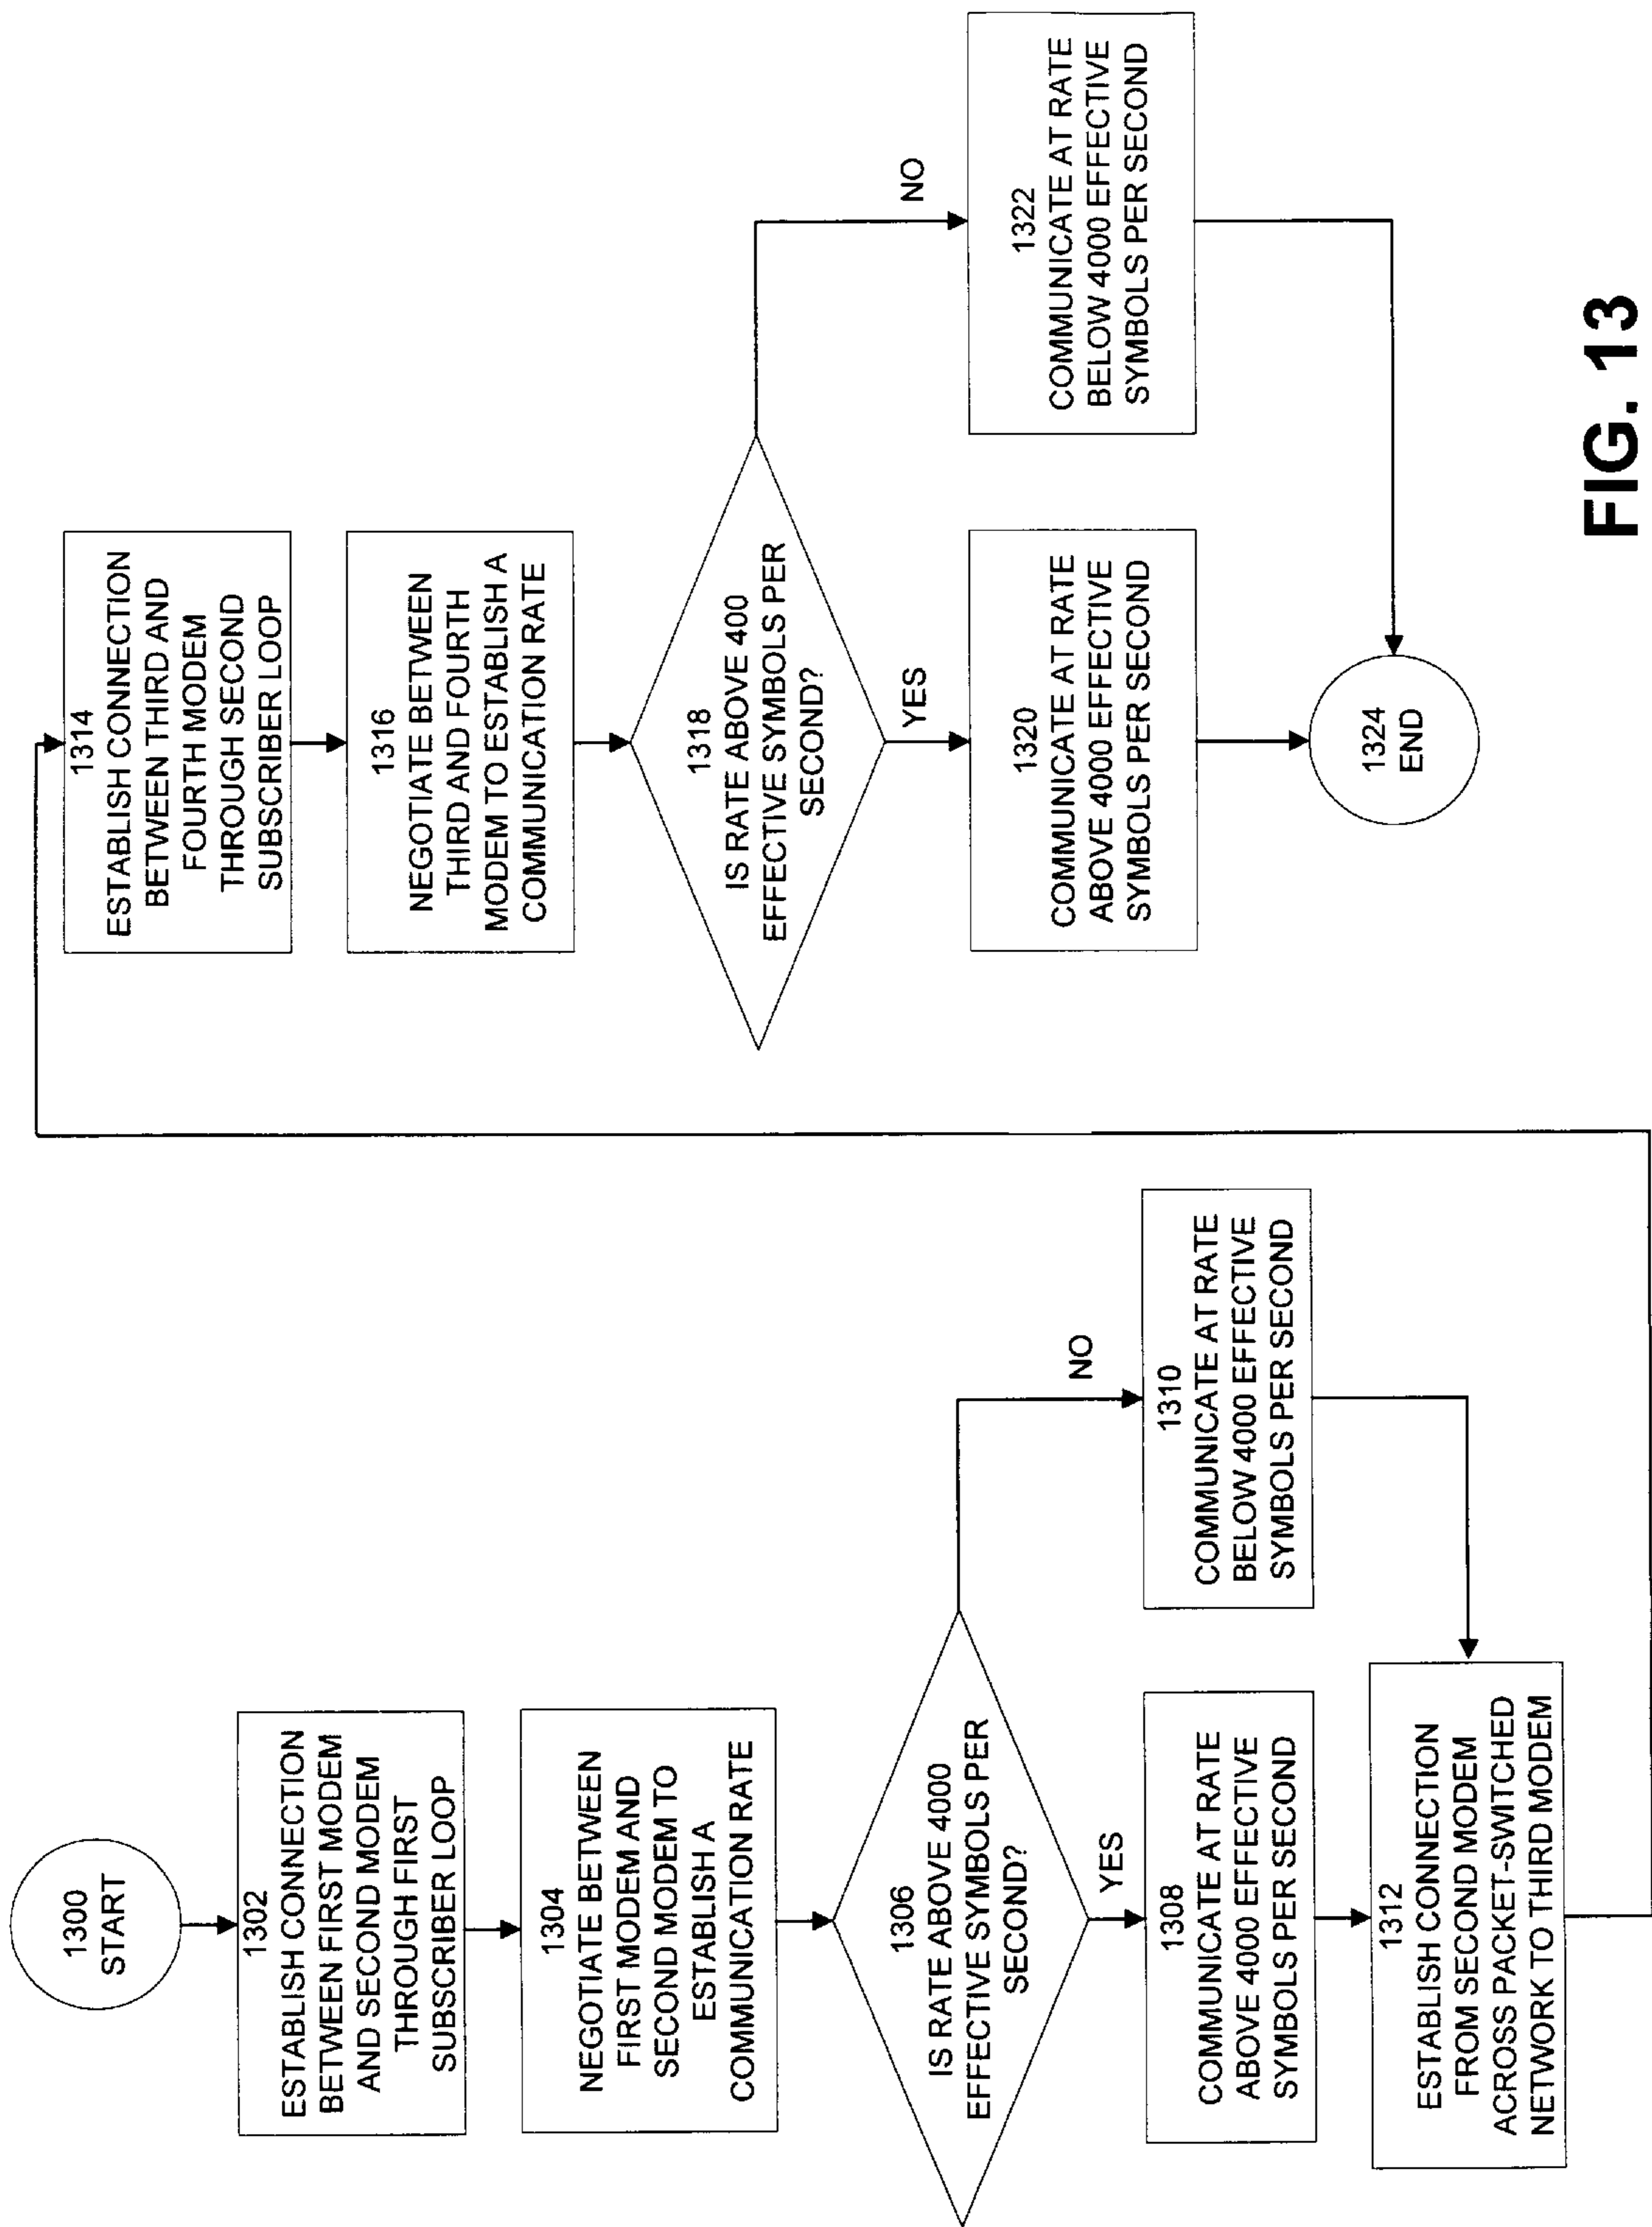 1300
START
1302
ESTABLISH CONNECTION
BETWEEN FIRST MODEM
AND SECOND MODEM
THROUGH FIRST
SUBSCRIBER LOOP
1304
NEGOTIATE BETWEEN
FIRST MODEM AND
SECOND MODEM TO
ESTABLISH A
COMMUNICATION RATE
1306
IS RATE ABOVE 4000
EFFECTIVE SYMBOLS PER
SECOND?
YES
NO
1308
COMMUNICATE AT RATE
ABOVE 4000 EFFECTIVE
SYMBOLS PER SECOND
1310
COMMUNICATE AT RATE
BELOW 4000 EFFECTIVE
SYMBOLS PER SECOND
1312
ESTABLISH CONNECTION
FROM SECOND MODEM
ACROSS PACKET-SWITCHED
NETWORK TO THIRD MODEM
1314
ESTABLISH CONNECTION
BETWEEN THIRD AND
FOURTH MODEM
THROUGH SECOND
SUBSCRIBER LOOP
1316
NEGOTIATE BETWEEN
THIRD AND FOURTH
MODEM TO ESTABLISH A
COMMUNICATION RATE
1318
IS RATE ABOVE 400
EFFECTIVE SYMBOLS PER
SECOND?
YES
NO
1320
COMMUNICATE AT RATE
ABOVE 4000 EFFECTIVE
SYMBOLS PER SECOND
1322
COMMUNICATE AT RATE
BELOW 4000 EFFECTIVE
SYMBOLS PER SECOND
1324
END
FIG. 13